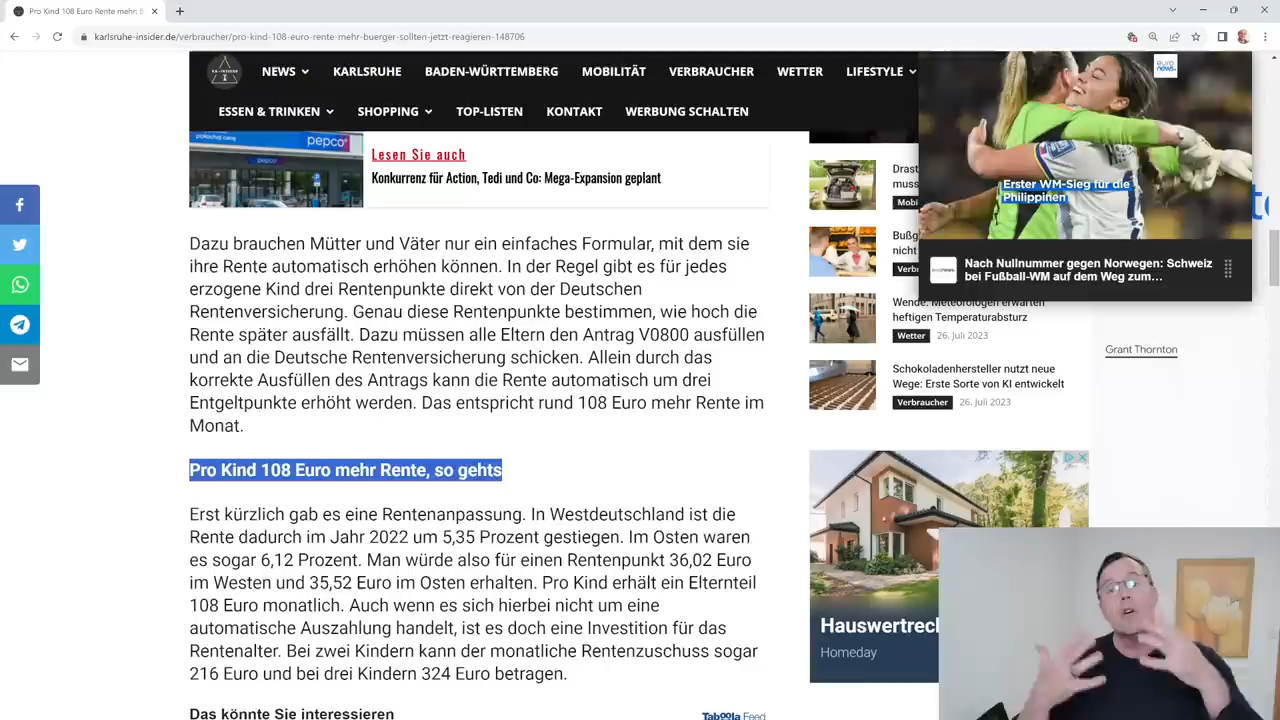 Pro Kind 108 Euro Rente mehr: B
karlsruhe-insider.de/verbraucher/pro-kind-108-euro-rente-mehr-buerger-sollten-jetzt-reagieren-148706
KA-INSIDER
NEWS
KARLSRUHE
BADEN-WÜRTTEMBERG
MOBILITÄT
VERBRAUCHER
WETTER
LIFESTYLE
ESSEN & TRINKEN
SHOPPING
TOP-LISTEN
KONTAKT
WERBUNG SCHALTEN
pepco
pepco
Lesen Sie auch
Konkurrenz für Action, Tedi und Co: Mega-Expansion geplant
Dazu brauchen Mütter und Väter nur ein einfaches Formular, mit dem sie
ihre Rente automatisch erhöhen können. In der Regel gibt es für jedes
erzogene Kind drei Rentenpunkte direkt von der Deutschen
Rentenversicherung. Genau diese Rentenpunkte bestimmen, wie hoch die
Rente später ausfällt. Dazu müssen alle Eltern den Antrag V0800 ausfüllen
und an die Deutsche Rentenversicherung schicken. Allein durch das
korrekte Ausfüllen des Antrags kann die Rente automatisch um drei
Entgeltpunkte erhöht werden. Das entspricht rund 108 Euro mehr Rente im
Monat.
Pro Kind 108 Euro mehr Rente, so gehts
Erst kürzlich gab es eine Rentenanpassung. In Westdeutschland ist die
Rente dadurch im Jahr 2022 um 5,35 Prozent gestiegen. Im Osten waren
es sogar 6,12 Prozent. Man würde also für einen Rentenpunkt 36,02 Euro
im Westen und 35,52 Euro im Osten erhalten. Pro Kind erhält ein Elternteil
108 Euro monatlich. Auch wenn es sich hierbei nicht um eine
automatische Auszahlung handelt, ist es doch eine Investition für das
Rentenalter. Bei zwei Kindern kann der monatliche Rentenzuschuss sogar
216 Euro und bei drei Kindern 324 Euro betragen.
Das könnte Sie interessieren
Taboola Feed
Drast
muss
Mobi
Bußg
nicht
Verbr
Wende: Meteorologen erwarten
heftigen Temperatursturz
Wetter
26. Juli 2023
Schokoladenhersteller nutzt neue
Wege: Erste Sorte von KI entwickelt
Verbraucher
26. Juli 2023
Hauswertrech
Homeday
euro
news.
Erster WM-Sieg für die
Philippinen
Nach Nullnummer gegen Norwegen: Schweiz
bei Fußball-WM auf dem Weg zum…
Grant Thornton